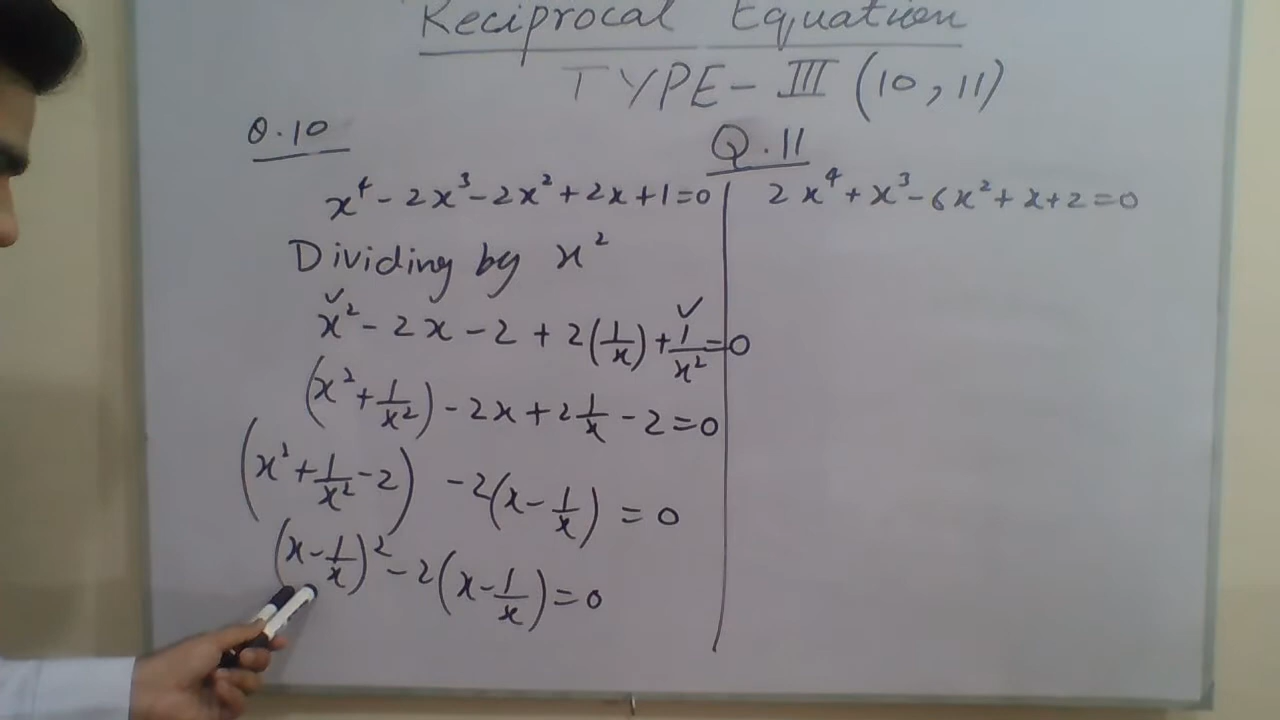 Reciprocal Equation
TYPE-III (10,11)
Q.10
x⁴ - 2x³ - 2x² + 2x + 1 = 0
Dividing by x²
x² - 2x - 2 + 2(1/x) + 1/x² = 0
(x² + 1/x²) - 2x + 2 1/x - 2 = 0
(x² + 1/x² - 2) - 2(x - 1/x) = 0
(x - 1/x)² - 2(x - 1/x) = 0
Q.11
2x⁴ + x³ - 6x² + x + 2 = 0